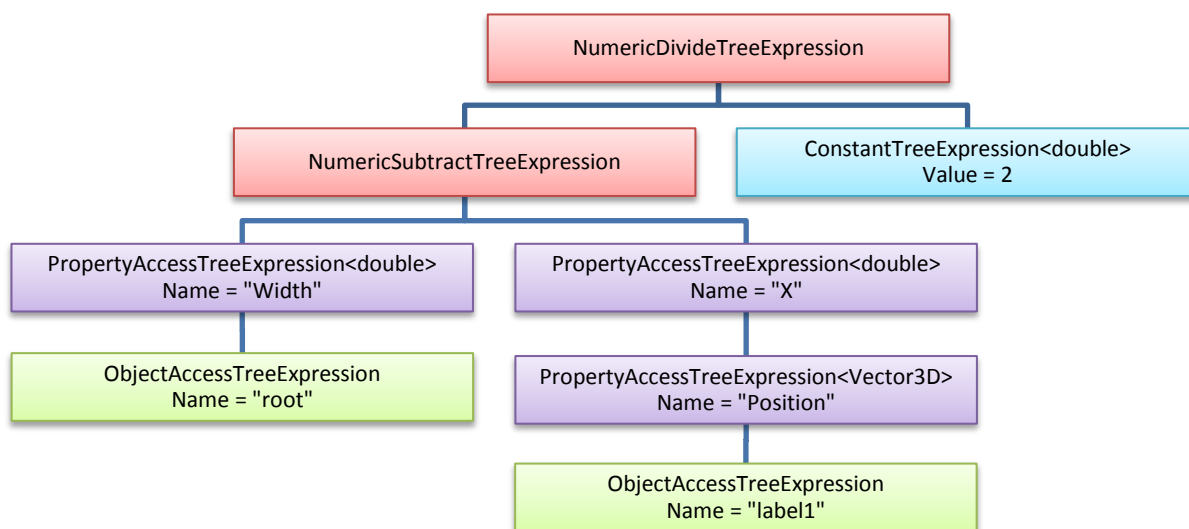 NumericDivideTreeExpression
NumericSubtractTreeExpression
ConstantTreeExpression<double>
Value = 2
PropertyAccessTreeExpression<double>
Name = "Width"
PropertyAccessTreeExpression<double>
Name = "X"
ObjectAccessTreeExpression
Name = "root"
PropertyAccessTreeExpression<Vector3D>
Name = "Position"
ObjectAccessTreeExpression
Name = "label1"